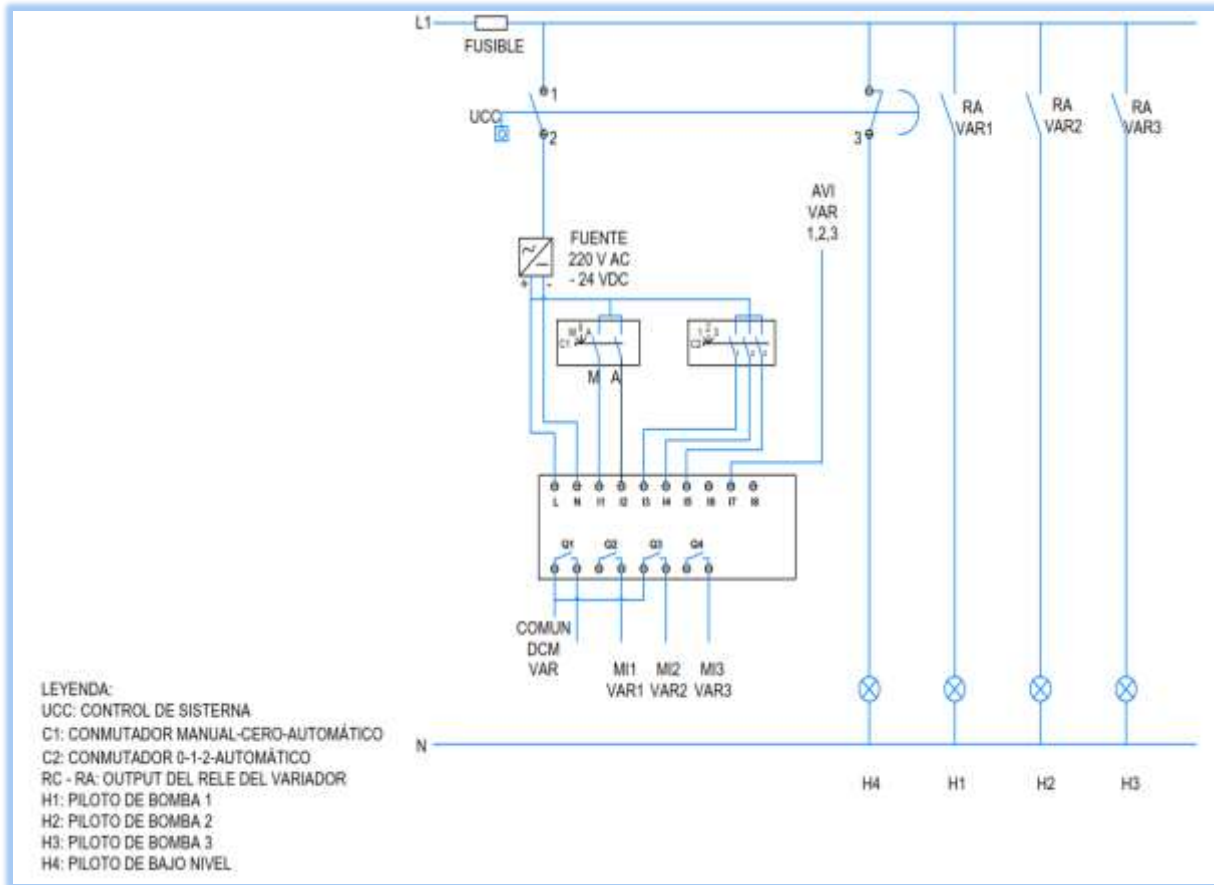 L1
FUSIBLE
1
UCC
2
3
RA
VAR1
RA
VAR2
RA
VAR3
AVI
VAR
1,2,3
FUENTE
220 V AC
- 24 VDC
+ -
C1
C2
M A
L N I1 I2 I3 I4 I5 I6 I7 I8
Q1 Q2 Q3 Q4
COMUN
DCM
VAR
MI1
VAR1
MI2
VAR2
MI3
VAR3
LEYENDA:
UCC: CONTROL DE SISTERNA
C1: CONMUTADOR MANUAL-CERO-AUTOMÁTICO
C2: CONMUTADOR 0-1-2-AUTOMÁTICO
RC - RA: OUTPUT DEL RELE DEL VARIADOR
H1: PILOTO DE BOMBA 1
H2: PILOTO DE BOMBA 2
H3: PILOTO DE BOMBA 3
H4: PILOTO DE BAJO NIVEL
N
H4 H1 H2 H3